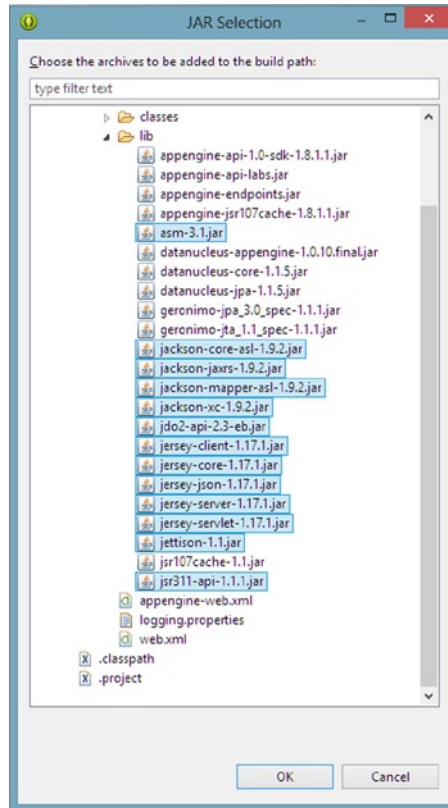 JAR Selection
Choose the archives to be added to the build path:
type filter text
classes
lib
appengine-api-1.0-sdk-1.8.1.1.jar
appengine-api-labs.jar
appengine-endpoints.jar
appengine-jsr107cache-1.8.1.1.jar
asm-3.1.jar
datanucleus-appengine-1.0.10.final.jar
datanucleus-core-1.1.5.jar
datanucleus-jpa-1.1.5.jar
geronimo-jpa_3.0_spec-1.1.1.jar
geronimo-jta_1.1_spec-1.1.1.jar
jackson-core-asl-1.9.2.jar
jackson-jaxrs-1.9.2.jar
jackson-mapper-asl-1.9.2.jar
jackson-xc-1.9.2.jar
jdo2-api-2.3-eb.jar
jersey-client-1.17.1.jar
jersey-core-1.17.1.jar
jersey-json-1.17.1.jar
jersey-server-1.17.1.jar
jersey-servlet-1.17.1.jar
jettison-1.1.jar
jsr107cache-1.1.jar
jsr311-api-1.1.1.jar
appengine-web.xml
logging.properties
web.xml
.classpath
.project
OK Cancel